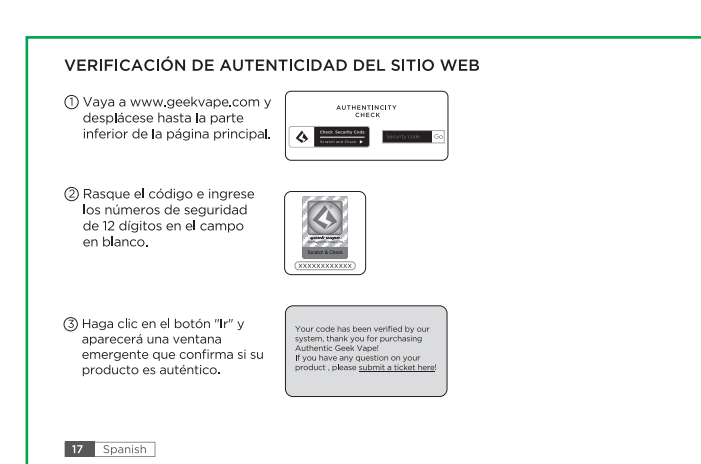 VERIFICACIÓN DE AUTENTICIDAD DEL SITIO WEB
① Vaya a www.geekvape.com y
desplácese hasta la parte
inferior de la página principal.
AUTHENTINCITY
CHECK
Check Security Code
Scratch and Check ▶
Security code
Go
② Rasque el código e ingrese
los números de seguridad
de 12 dígitos en el campo
en blanco.
Scratch & Check
XXXXXXXXXXXX
③ Haga clic en el botón "Ir" y
aparecerá una ventana
emergente que confirma si su
producto es auténtico.
Your code has been verified by our
system, thank you for purchasing
Authentic Geek Vape!
If you have any question on your
product , please submit a ticket here!
17 Spanish